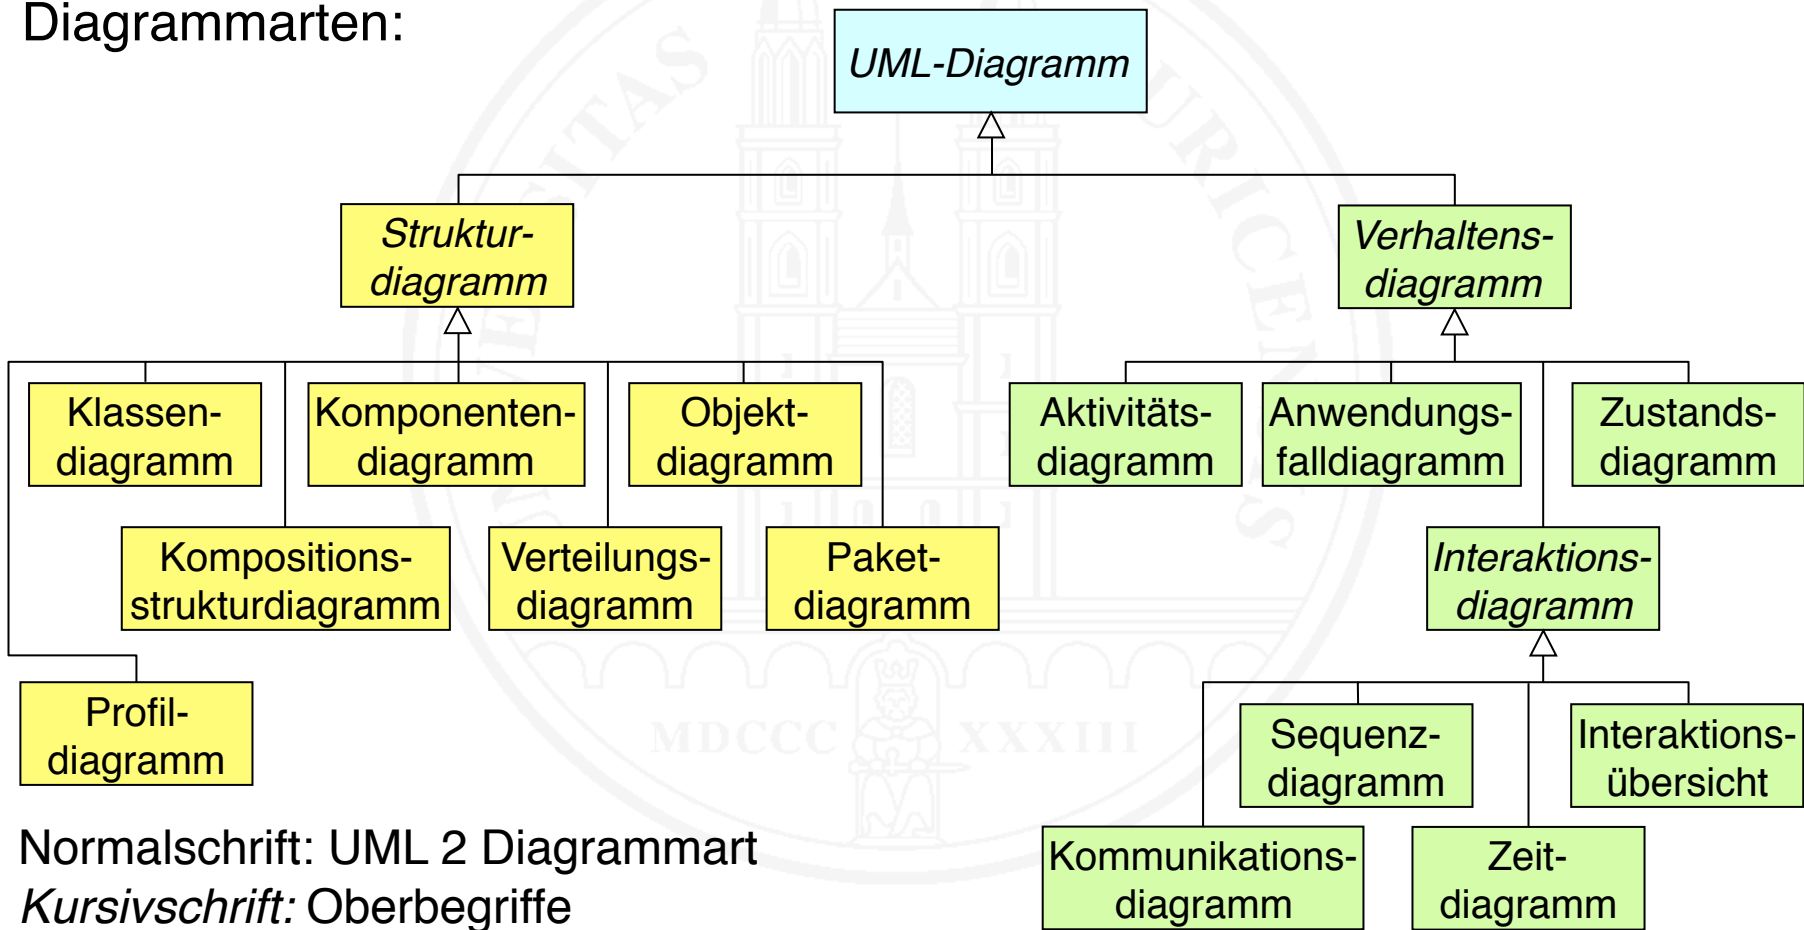 Diagrammarten:
UML-Diagramm
Struktur-
diagramm
Verhaltens-
diagramm
Klassen-
diagramm
Komponenten-
diagramm
Objekt-
diagramm
Aktivitäts-
diagramm
Anwendungs-
falldiagramm
Zustands-
diagramm
Kompositions-
strukturdiagramm
Verteilungs-
diagramm
Paket-
diagramm
Interaktions-
diagramm
Profil-
diagramm
Sequenz-
diagramm
Interaktions-
übersicht
Kommunikations-
diagramm
Zeit-
diagramm
Normalschrift: UML 2 Diagrammart
Kursivschrift: Oberbegriffe
MDCCC XXXIII